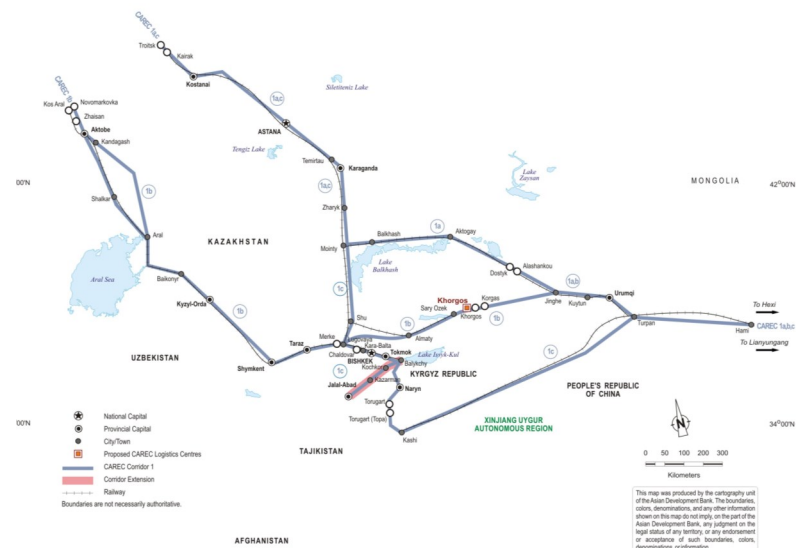 CAREC 1a,c
Troitsk
Kairak
Kostanai
Siletiteniz Lake
1a,c
ASTANA
Tengiz Lake
Temirtau
Karaganda
1a,c
Zharyk
CAREC 1b
Kos Aral
Novomarkovka
Zhaisan
Aktobe
Kandagash
1b
Shalkar
Aral
Aral Sea
Baikonyr
Kyzyl-Orda
1b
KAZAKHSTAN
Lake
Zaysan
MONGOLIA
00'N
42°00'N
Mointy
Balkhash
1a
Aktogay
Lake
Balkhash
Dostyk
Alashankou
1a,b
Urumqi
Jinghe
Kuytun
Khorgos
Korgas
Sary Ozek
Khorgos
1b
1c
Shu
1b
Almaty
Turpan
Hami
To Hexi
CAREC 1a,b,c
To Lianyungang
Merke
Lugovaya
Chaldovar
Kara-Balta
BISHKEK
Tokmok
Lake Issyk-Kul
Balykchy
Kochkor
Kazarman
Jalal-Abad
1c
Taraz
Shymkent
UZBEKISTAN
KYRGYZ REPUBLIC
Naryn
Torugart
Torugart (Topa)
Kashi
1c
PEOPLE'S REPUBLIC
OF CHINA
XINJIANG UYGUR
AUTONOMOUS REGION
TAJIKISTAN
AFGHANISTAN
00'N
34°00'N
National Capital
Provincial Capital
City/Town
Proposed CAREC Logistics Centres
CAREC Corridor 1
Corridor Extension
Railway
Boundaries are not necessarily authoritative.
N
0 50 100 200 300
Kilometers
This map was produced by the cartography unit
of the Asian Development Bank. The boundaries,
colors, denominations, and any other information
shown on this map do not imply, on the part of the
Asian Development Bank, any judgment on the
legal status of any territory, or any endorsement
or acceptance of such boundaries, colors,
denominations, or information.